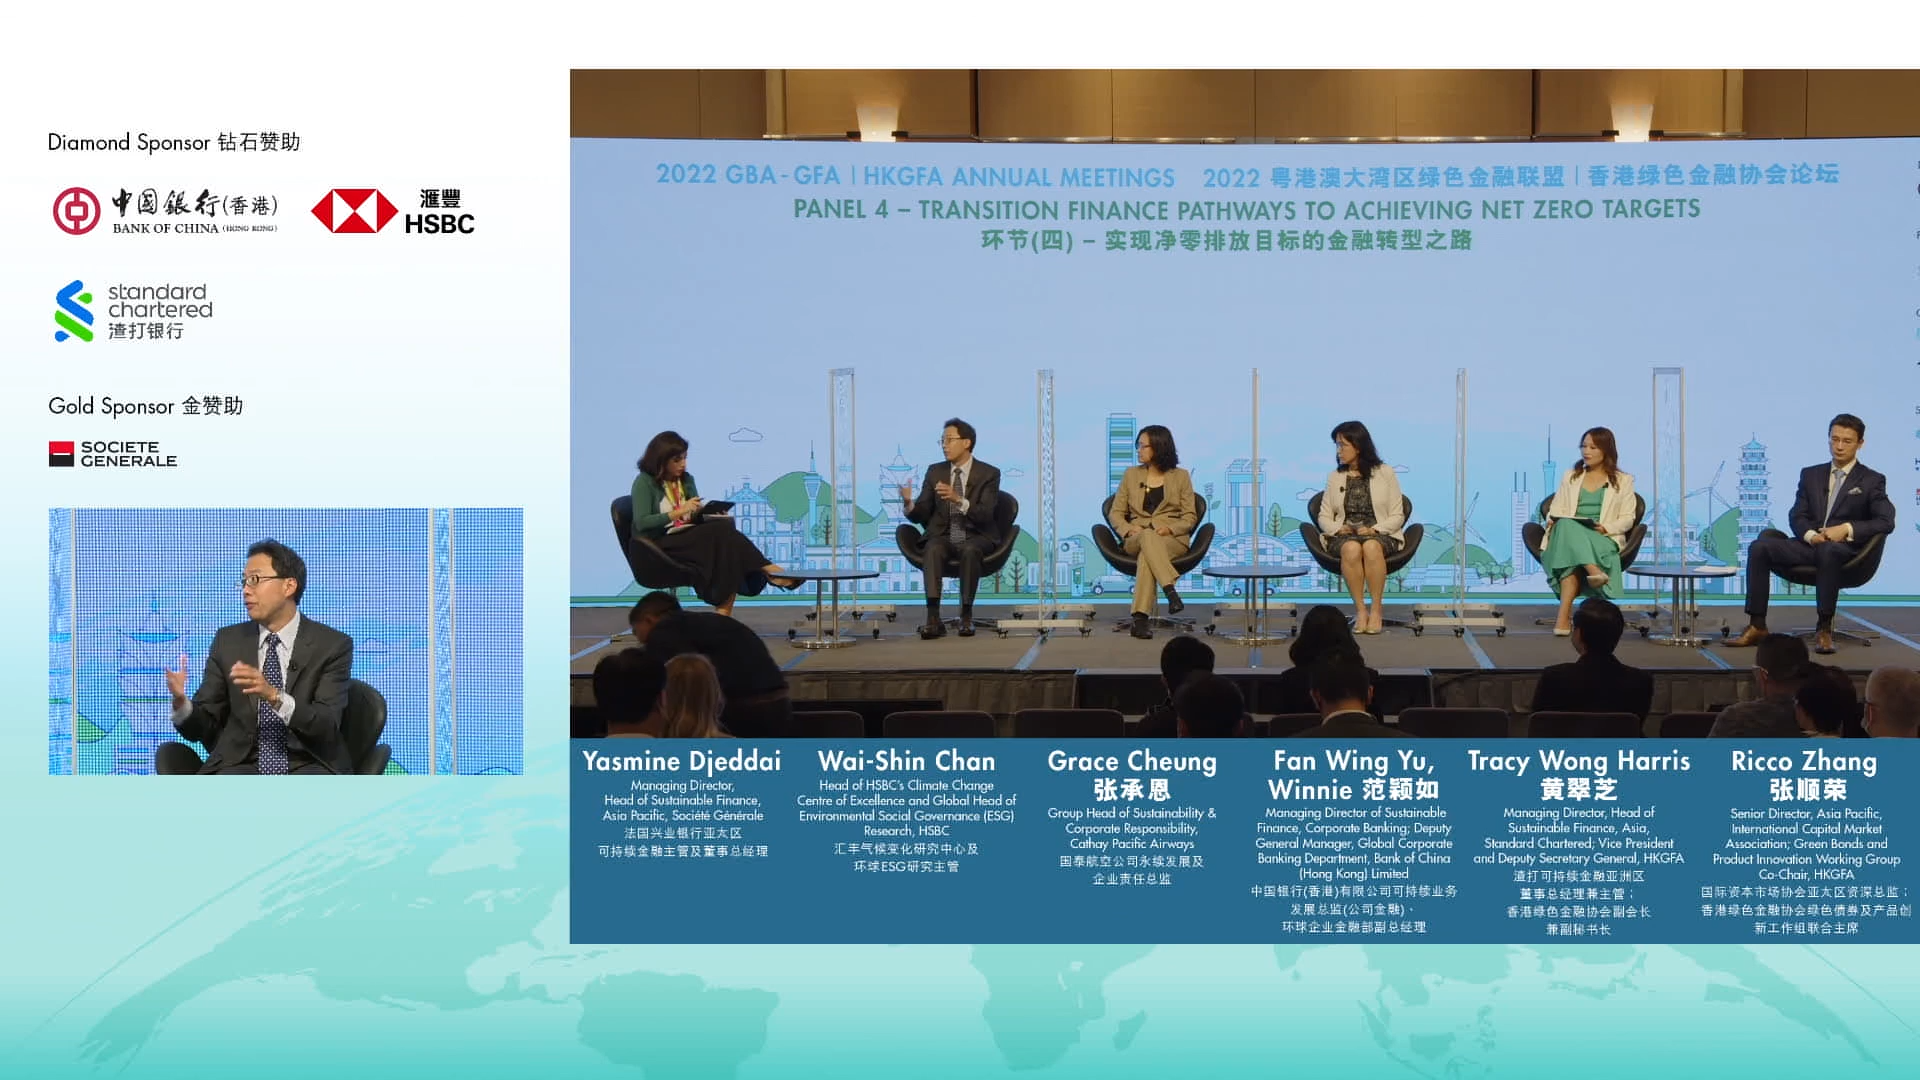 Diamond Sponsor 钻石赞助
中国銀行(香港)
BANK OF CHINA (HONG KONG)
滙豐
HSBC
standard
chartered
渣打银行
Gold Sponsor 金赞助
SOCIETE
GENERALE
2022 GBA-GFA | HKGFA ANNUAL MEETINGS 2022 粤港澳大湾区绿色金融联盟 | 香港绿色金融协会论坛
PANEL 4 – TRANSITION FINANCE PATHWAYS TO ACHIEVING NET ZERO TARGETS
环节(四) – 实现净零排放目标的金融转型之路
Yasmine Djeddai
Managing Director,
Head of Sustainable Finance,
Asia Pacific, Société Générale
法国兴业银行亚太区
可持续金融主管及董事总经理
Wai-Shin Chan
Head of HSBC's Climate Change
Centre of Excellence and Global Head of
Environmental Social Governance (ESG)
Research, HSBC
汇丰气候变化研究中心及
环球ESG研究主管
Grace Cheung
张承恩
Group Head of Sustainability &
Corporate Responsibility,
Cathay Pacific Airways
国泰航空公司永续发展及
企业责任总监
Fan Wing Yu,
Winnie 范颖如
Managing Director of Sustainable
Finance, Corporate Banking; Deputy
General Manager, Global Corporate
Banking Department, Bank of China
(Hong Kong) Limited
中国银行(香港)有限公司可持续业务
发展总监(公司金融)、
环球企业金融部副总经理
Tracy Wong Harris
黄翠芝
Managing Director, Head of
Sustainable Finance, Asia,
Standard Chartered; Vice President
and Deputy Secretary General, HKGFA
渣打可持续金融亚洲区
董事总经理兼主管；
香港绿色金融协会副会长
兼副秘书长
Ricco Zhang
张顺荣
Senior Director, Asia Pacific,
International Capital Market
Association; Green Bonds and
Product Innovation Working Group
Co-Chair, HKGFA
国际资本市场协会亚太区资深总监；
香港绿色金融协会绿色债券及产品创
新工作组联合主席